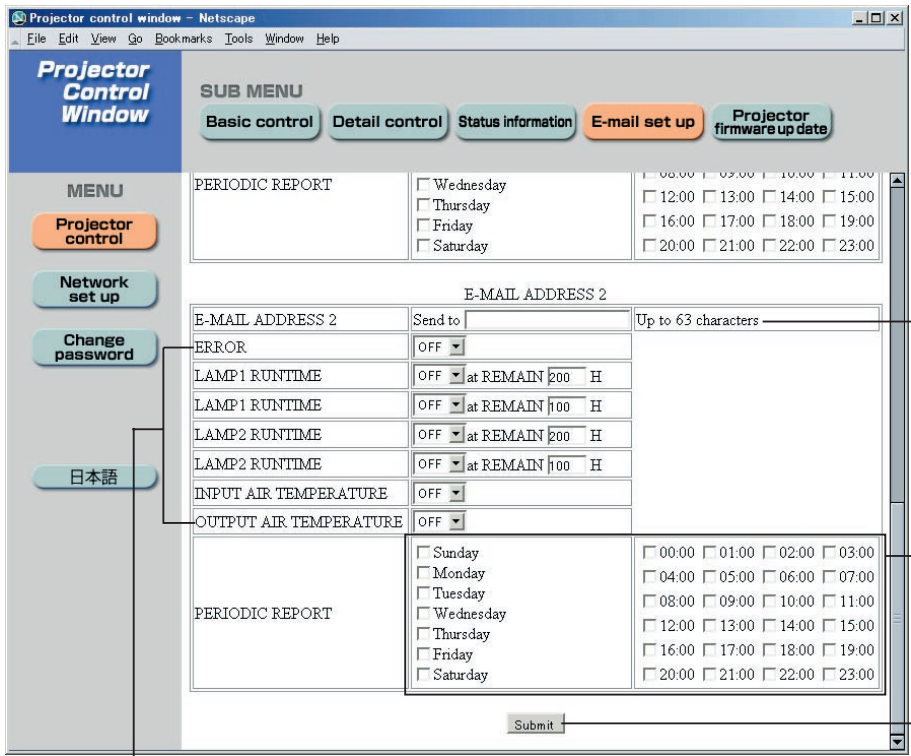 Projector control window - Netscape
File Edit View Go Bookmarks Tools Window Help
Projector
Control
Window
SUB MENU
Basic control Detail control Status information E-mail set up Projector firmware up date
MENU
Projector
control
Network
set up
Change
password
日本語
PERIODIC REPORT
Wednesday
Thursday
Friday
Saturday
08:00 09:00 10:00 11:00
12:00 13:00 14:00 15:00
16:00 17:00 18:00 19:00
20:00 21:00 22:00 23:00
E-MAIL ADDRESS 2
E-MAIL ADDRESS 2 Send to Up to 63 characters
ERROR OFF
LAMP1 RUNTIME OFF at REMAIN 200 H
LAMP1 RUNTIME OFF at REMAIN 100 H
LAMP2 RUNTIME OFF at REMAIN 200 H
LAMP2 RUNTIME OFF at REMAIN 100 H
INPUT AIR TEMPERATURE OFF
OUTPUT AIR TEMPERATURE OFF
PERIODIC REPORT
Sunday
Monday
Tuesday
Wednesday
Thursday
Friday
Saturday
00:00 01:00 02:00 03:00
04:00 05:00 06:00 07:00
08:00 09:00 10:00 11:00
12:00 13:00 14:00 15:00
16:00 17:00 18:00 19:00
20:00 21:00 22:00 23:00
Submit